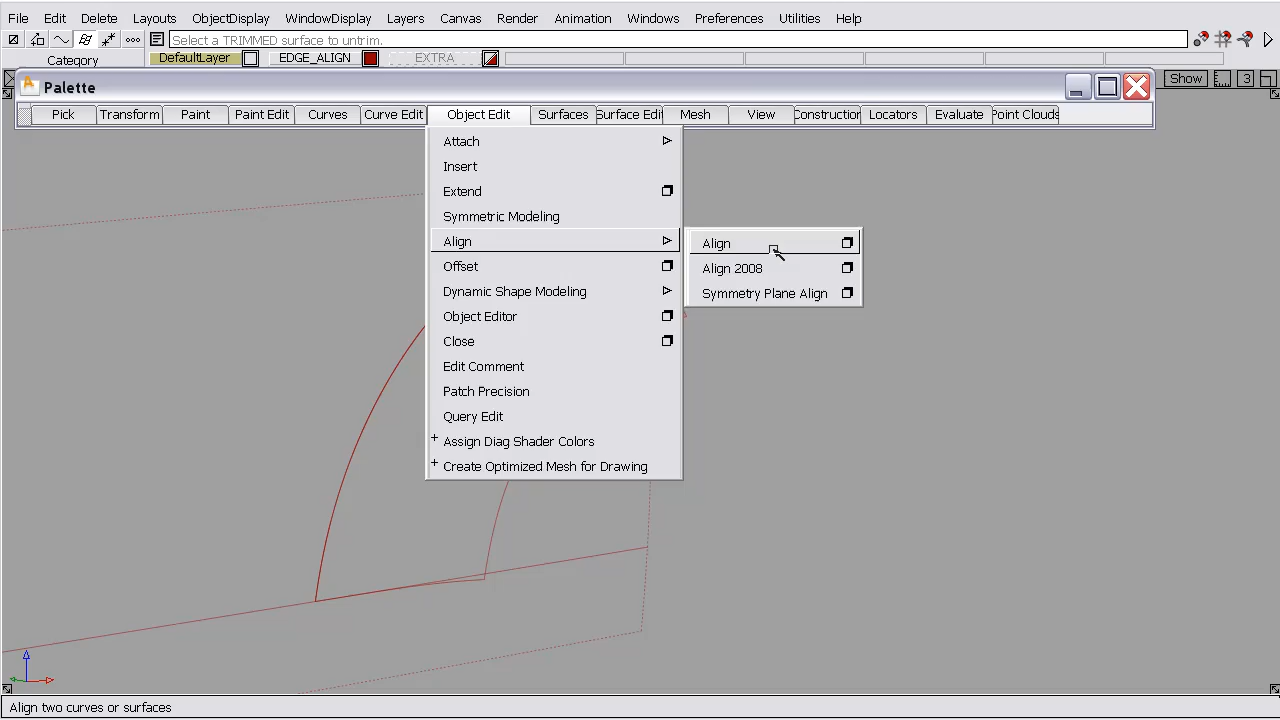 File Edit Delete Layouts ObjectDisplay WindowDisplay Layers Canvas Render Animation Windows Preferences Utilities Help
Select a TRIMMED surface to untrim.
Category DefaultLayer EDGE_ALIGN EXTRA
Palette
Show 3
Pick Transform Paint Paint Edit Curves Curve Edit Object Edit Surfaces Surface Edit Mesh View Construction Locators Evaluate Point Clouds
Attach
Insert
Extend
Symmetric Modeling
Align
Offset
Dynamic Shape Modeling
Object Editor
Close
Edit Comment
Patch Precision
Query Edit
+ Assign Diag Shader Colors
+ Create Optimized Mesh for Drawing
Align
Align 2008
Symmetry Plane Align
Align two curves or surfaces